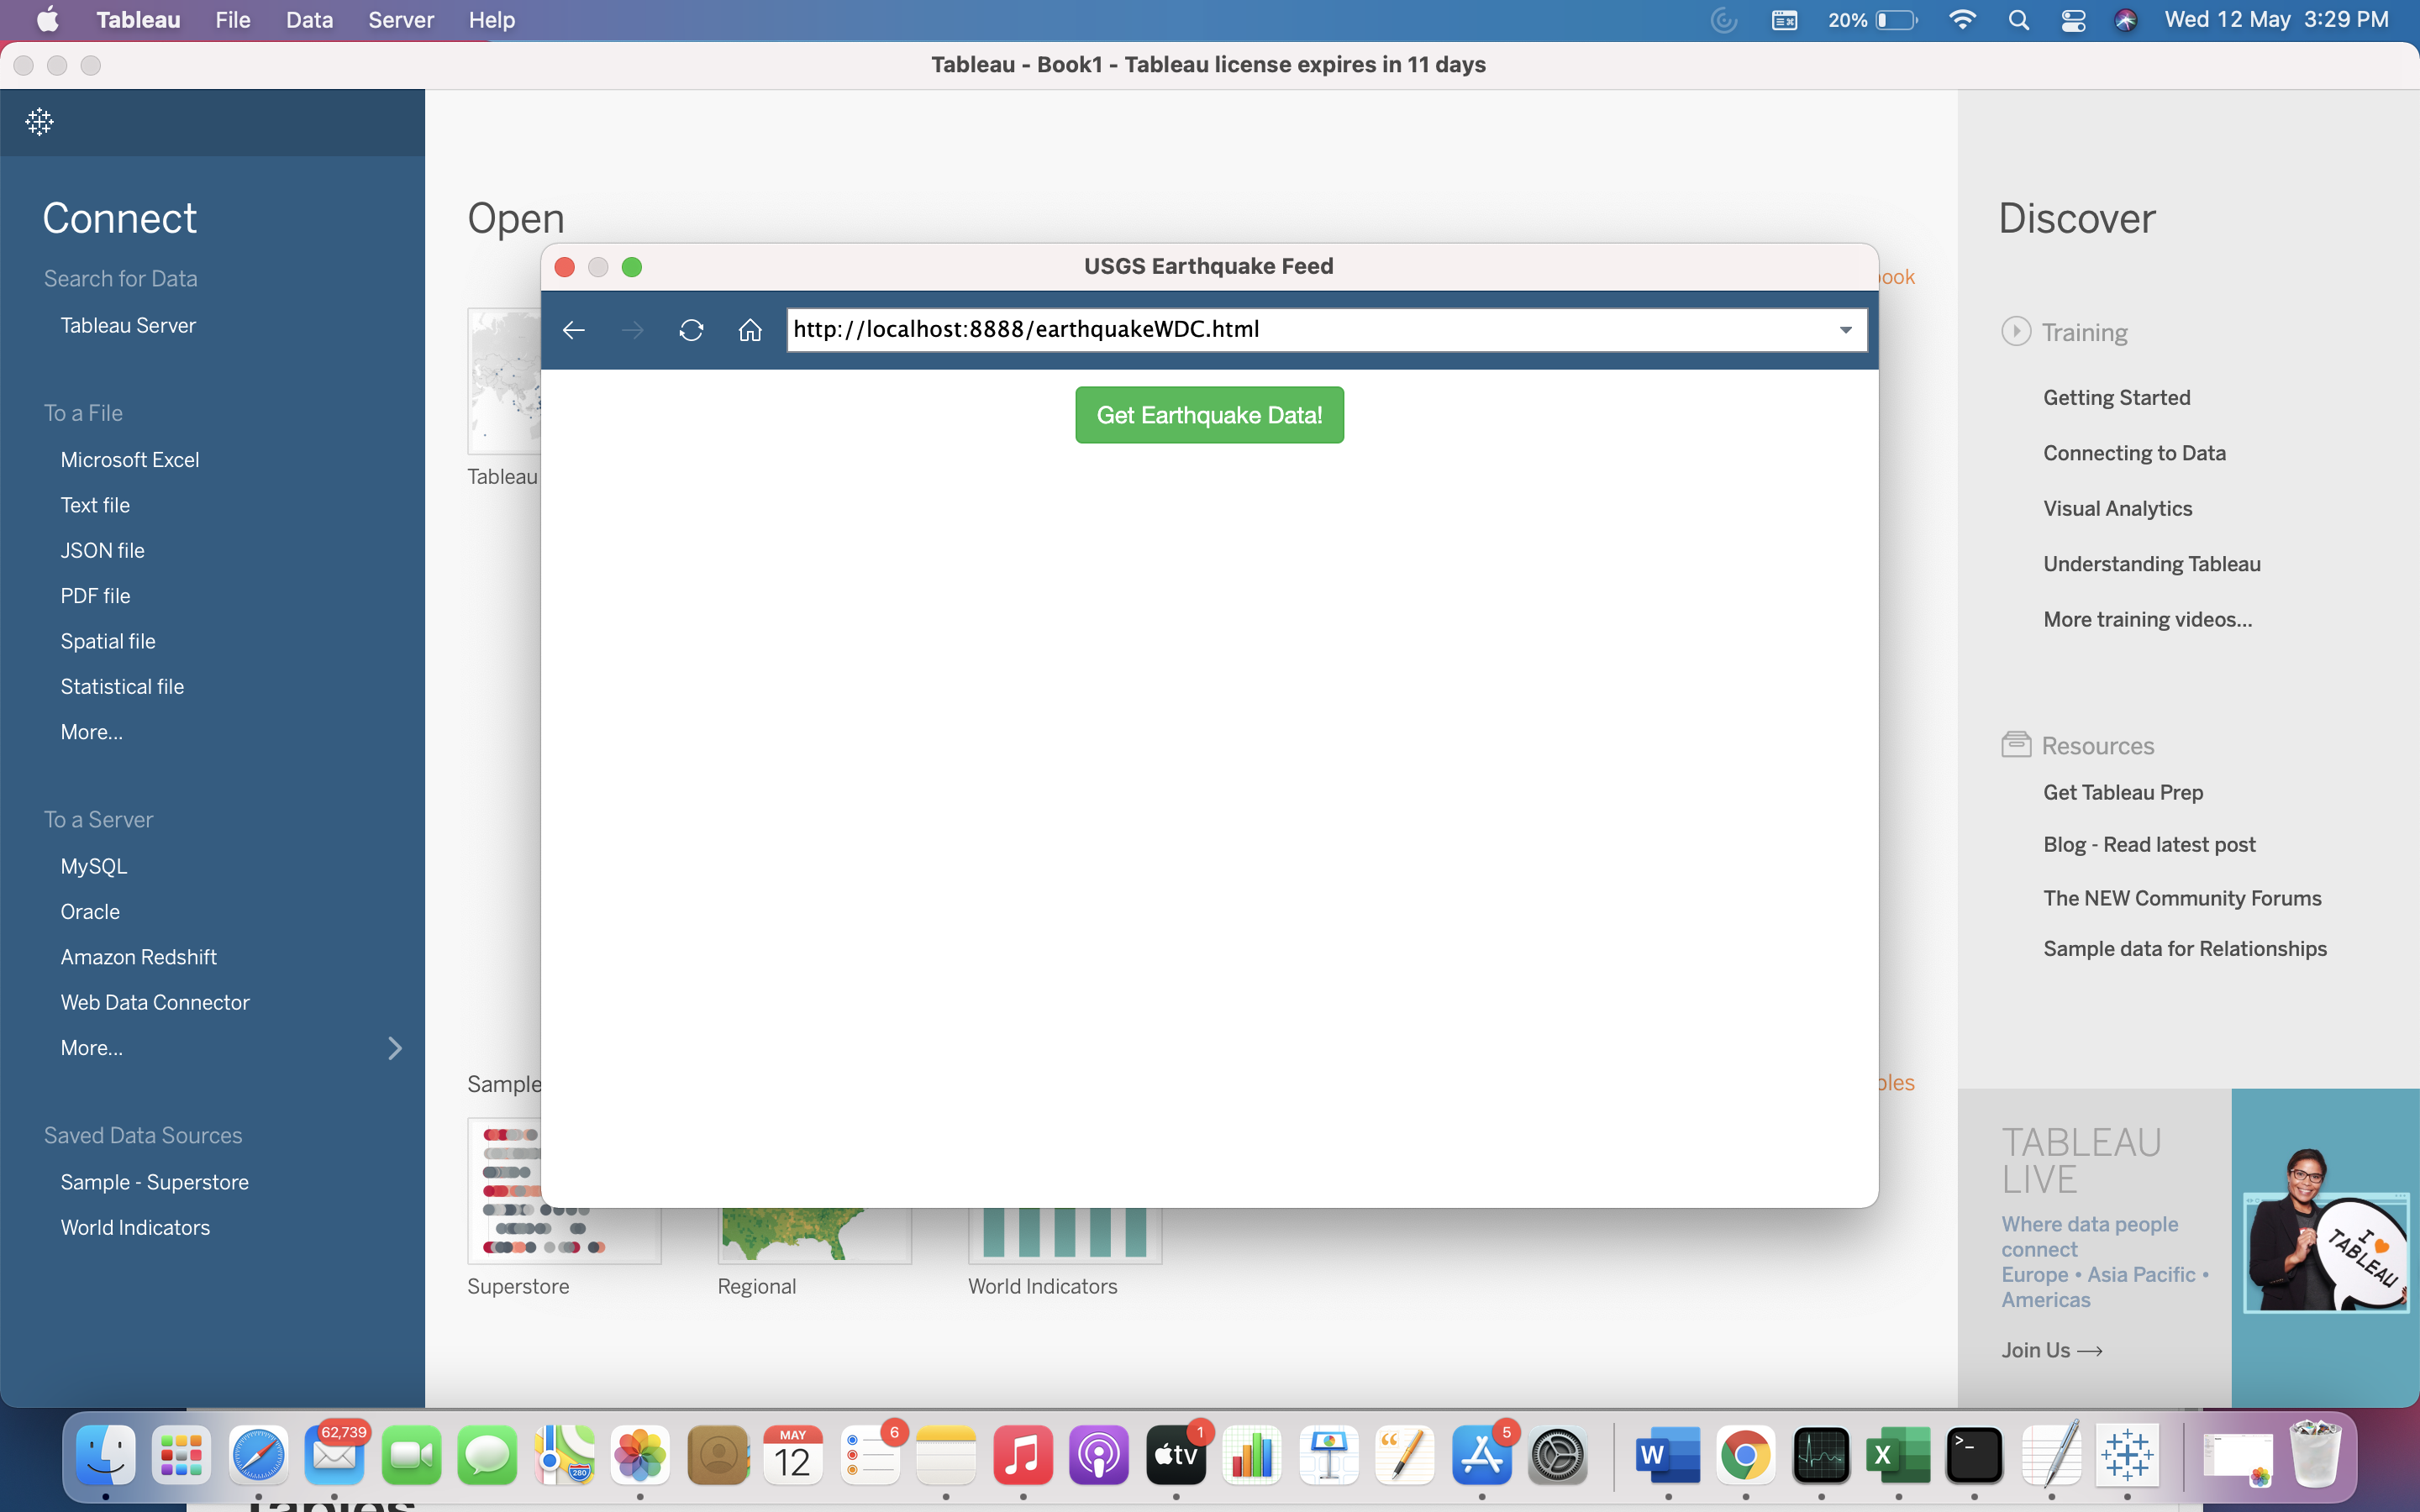 Tableau File Data Server Help
20%
Wed 12 May 3:29 PM
Tableau - Book1 - Tableau license expires in 11 days
Connect
Search for Data
Tableau Server
To a File
Microsoft Excel
Text file
JSON file
PDF file
Spatial file
Statistical file
More...
To a Server
MySQL
Oracle
Amazon Redshift
Web Data Connector
More...
Saved Data Sources
Sample - Superstore
World Indicators
Open
ook
Tableau
USGS Earthquake Feed
http://localhost:8888/earthquakeWDC.html
Get Earthquake Data!
Sample
bles
Superstore
Regional
World Indicators
Discover
Training
Getting Started
Connecting to Data
Visual Analytics
Understanding Tableau
More training videos...
Resources
Get Tableau Prep
Blog - Read latest post
The NEW Community Forums
Sample data for Relationships
TABLEAU
LIVE
Where data people
connect
Europe • Asia Pacific •
Americas
Join Us →
I
TABLEAU
62,739
280
MAY
12
6
tv
1
5
W
X
>_
Tables